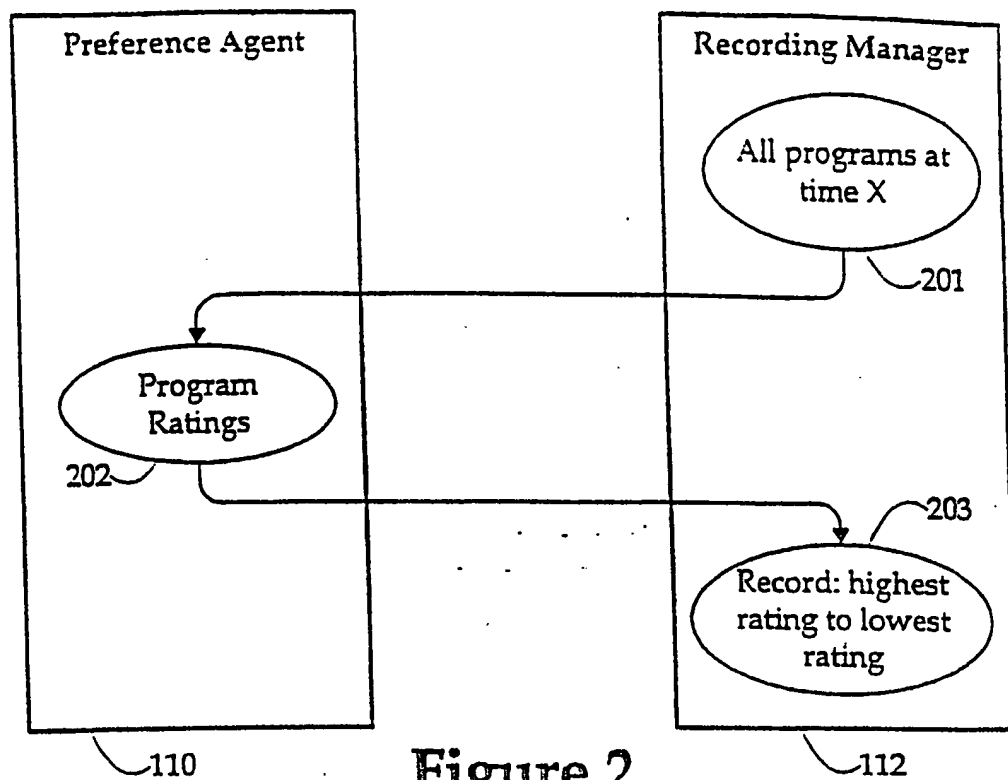 Preference Agent
Recording Manager
All programs at
time X
201
Program
Ratings
202
203
Record: highest
rating to lowest
rating
110
112
Figure 2